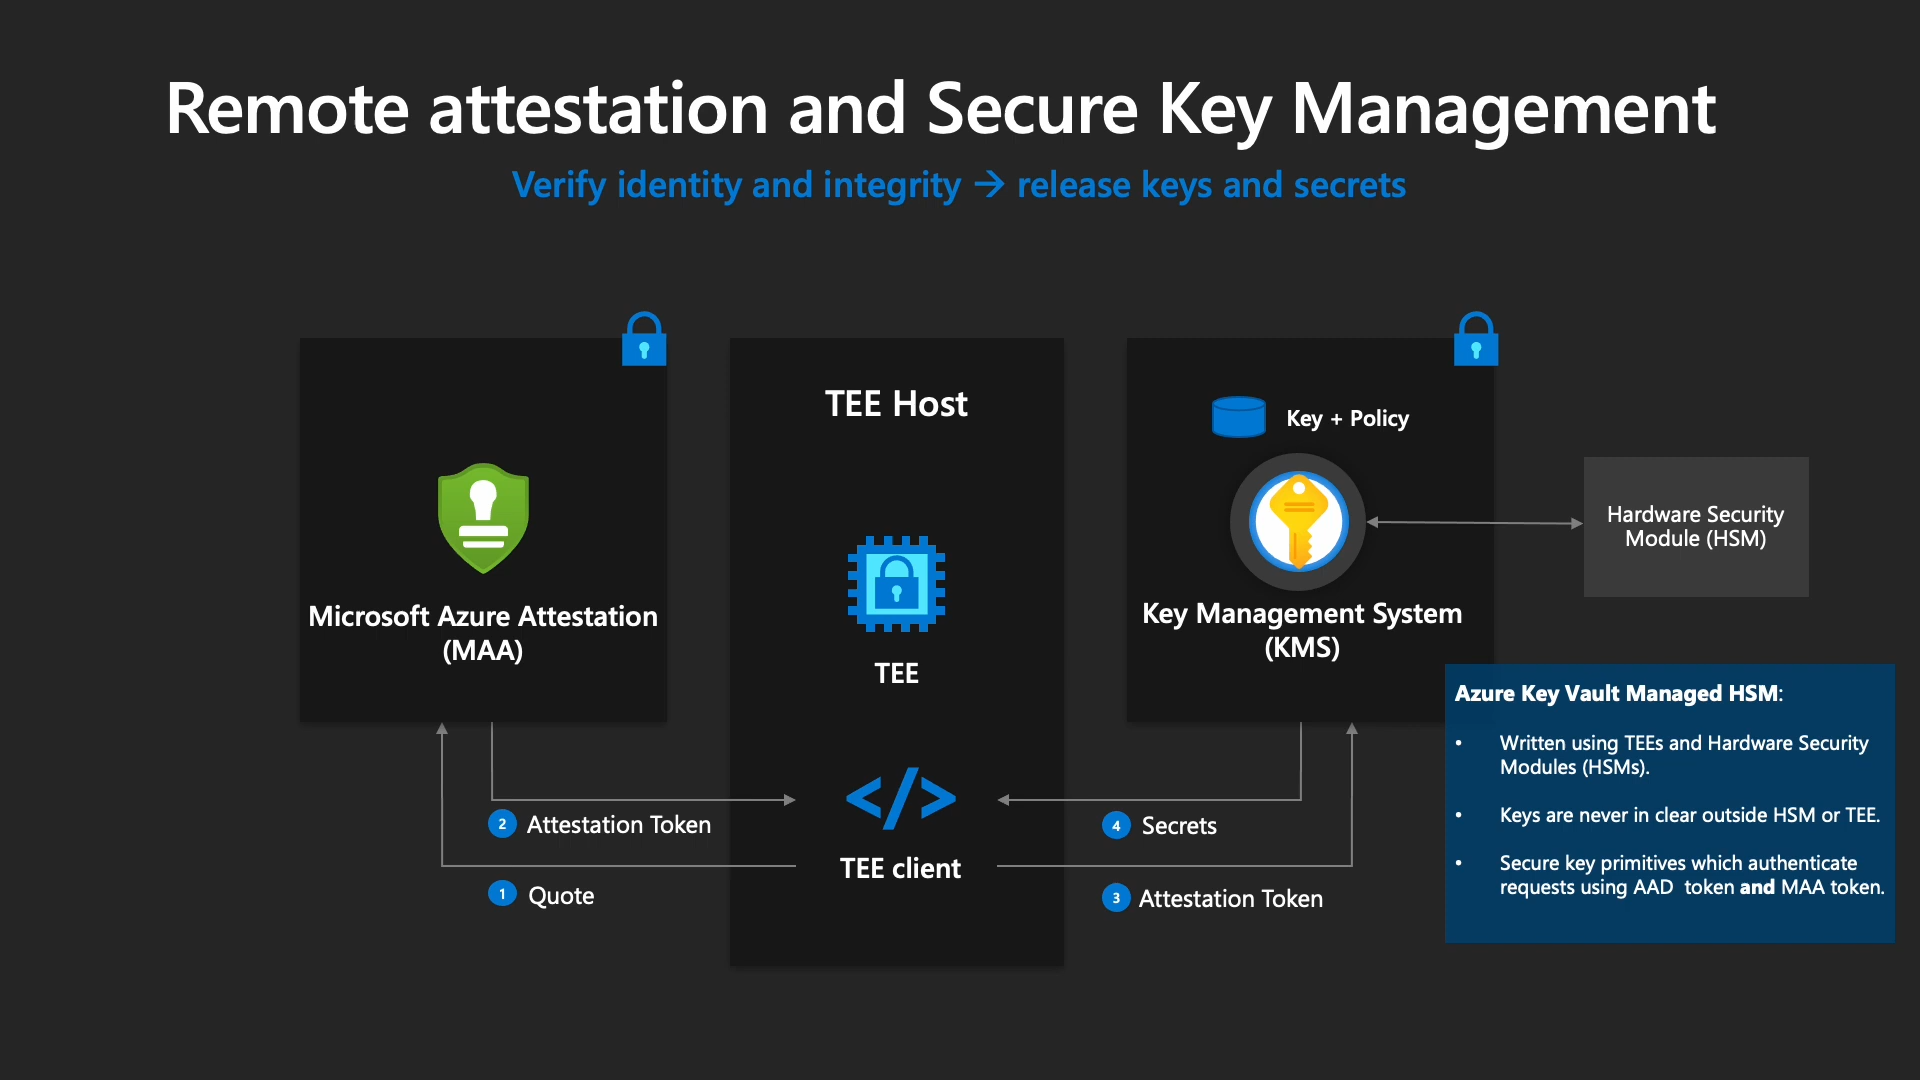 Remote attestation and Secure Key Management
Verify identity and integrity → release keys and secrets
Microsoft Azure Attestation
(MAA)
TEE Host
TEE
</>
TEE client
Key + Policy
Key Management System
(KMS)
Hardware Security
Module (HSM)
2 Attestation Token
1 Quote
4 Secrets
3 Attestation Token
Azure Key Vault Managed HSM:
• Written using TEEs and Hardware Security
Modules (HSMs).
• Keys are never in clear outside HSM or TEE.
• Secure key primitives which authenticate
requests using AAD  token and MAA token.